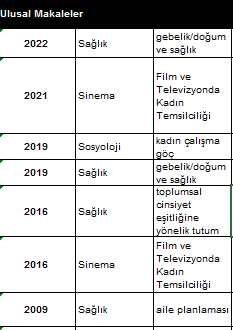 Ulusal Makaleler
2022 Sağlık gebelik/doğum
ve sağlık
2021 Sinema Film ve
Televizyonda
Kadın
Temsilciliği
2019 Sosyoloji kadın çalışma
göç
2019 Sağlık gebelik/doğum
ve sağlık
2016 Sağlık toplumsal
cinsiyet
eşitliğine
yönelik tutum
2016 Sinema Film ve
Televizyonda
Kadın
Temsilciliği
2009 Sağlık aile planlaması